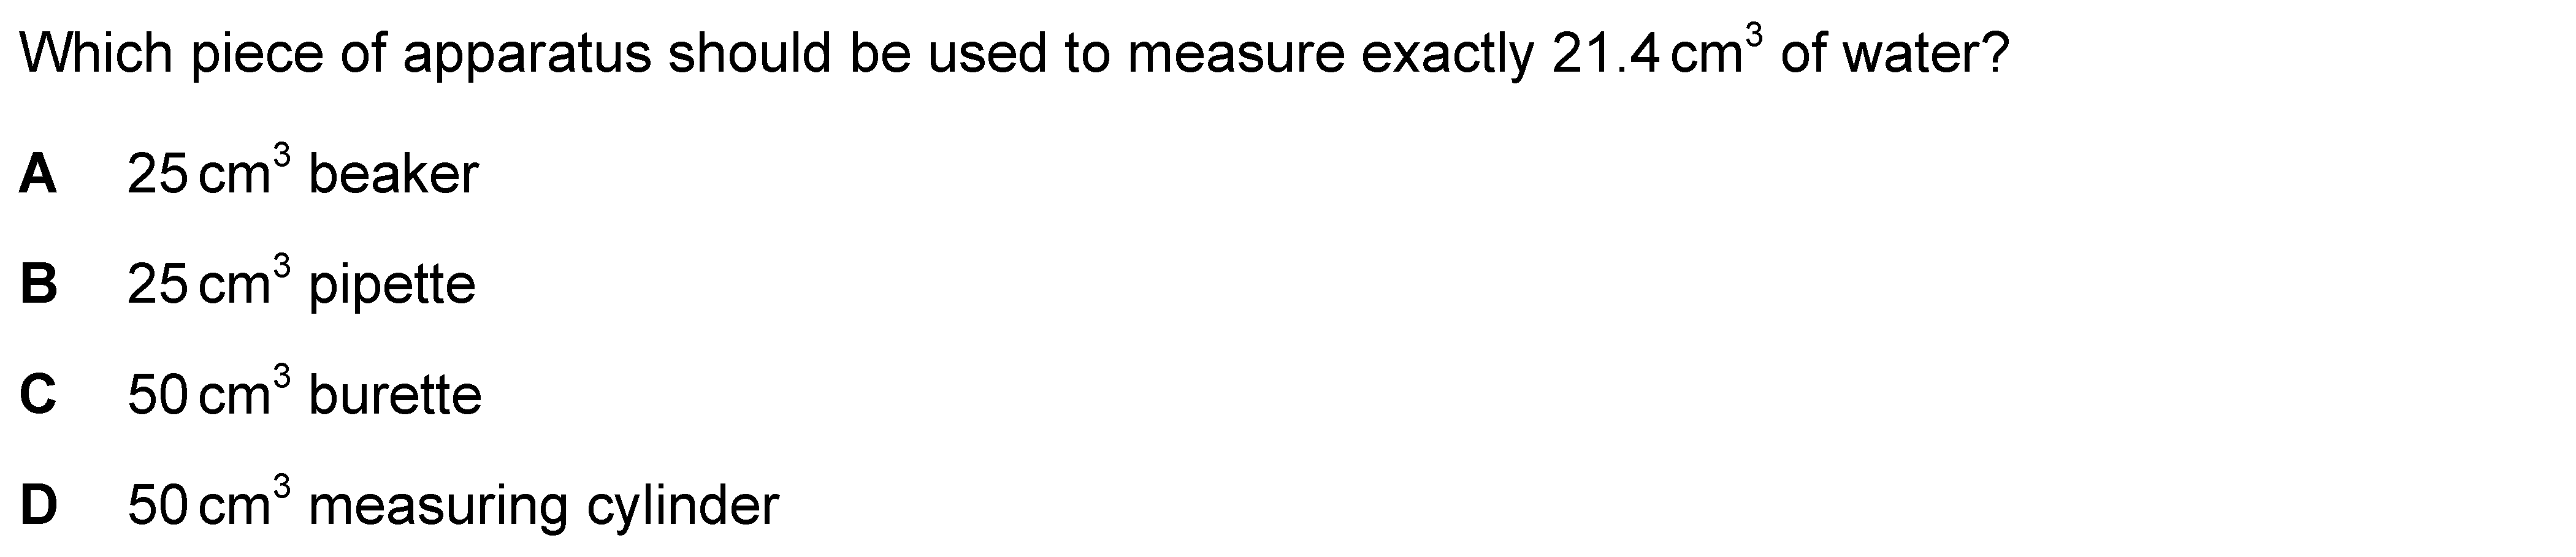 Which piece of apparatus should be used to measure exactly 21.4 cm³ of water?
A 25 cm³ beaker
B 25 cm³ pipette
C 50 cm³ burette
D 50 cm³ measuring cylinder